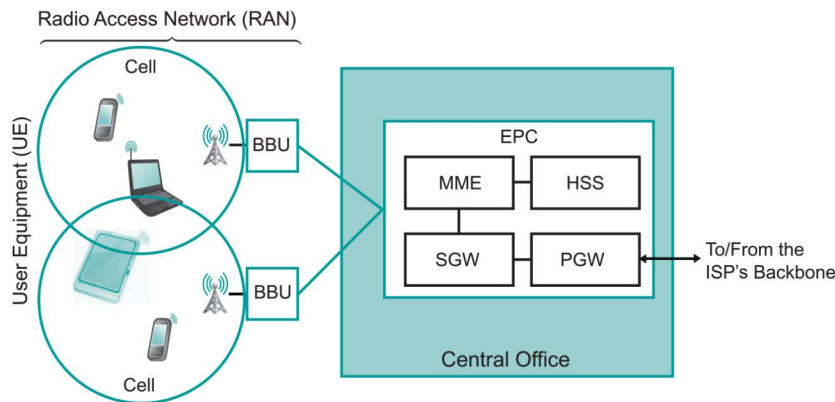 Radio Access Network (RAN)
Cell
User Equipment (UE)
BBU
BBU
Cell
EPC
MME
HSS
SGW
PGW
Central Office
To/From the
ISP's Backbone